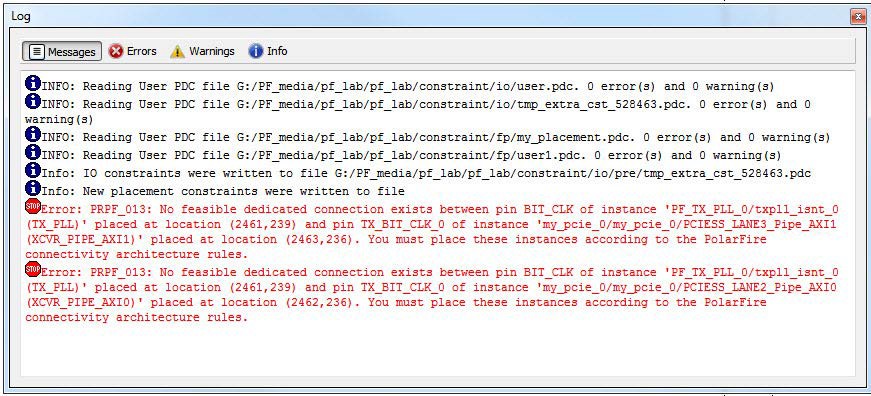 Log
Messages Errors Warnings Info
INFO: Reading User PDC file G:/PF_media/pf_lab/pf_lab/constraint/io/user.pdc. 0 error(s) and 0 warning(s)
INFO: Reading User PDC file G:/PF_media/pf_lab/pf_lab/constraint/io/tmp_extra_cst_528463.pdc. 0 error(s) and 0
warning(s)
INFO: Reading User PDC file G:/PF_media/pf_lab/pf_lab/constraint/fp/my_placement.pdc. 0 error(s) and 0 warning(s)
INFO: Reading User PDC file G:/PF_media/pf_lab/pf_lab/constraint/fp/user1.pdc. 0 error(s) and 0 warning(s)
Info: IO constraints were written to file G:/PF_media/pf_lab/pf_lab/constraint/io/pre/tmp_extra_cst_528463.pdc
Info: New placement constraints were written to file
STOP Error: PRPF_013: No feasible dedicated connection exists between pin BIT_CLK of instance 'PF_TX_PLL_0/txpll_isnt_0
(TX_PLL)' placed at location (2461,239) and pin TX_BIT_CLK_0 of instance 'my_pcie_0/my_pcie_0/PCIESS_LANE3_Pipe_AXI1
(XCVR_PIPE_AXI1)' placed at location (2463,236). You must place these instances according to the PolarFire
connectivity architecture rules.
STOP Error: PRPF_013: No feasible dedicated connection exists between pin BIT_CLK of instance 'PF_TX_PLL_0/txpll_isnt_0
(TX_PLL)' placed at location (2461,239) and pin TX_BIT_CLK_0 of instance 'my_pcie_0/my_pcie_0/PCIESS_LANE2_Pipe_AXI0
(XCVR_PIPE_AXI0)' placed at location (2462,236). You must place these instances according to the PolarFire
connectivity architecture rules.